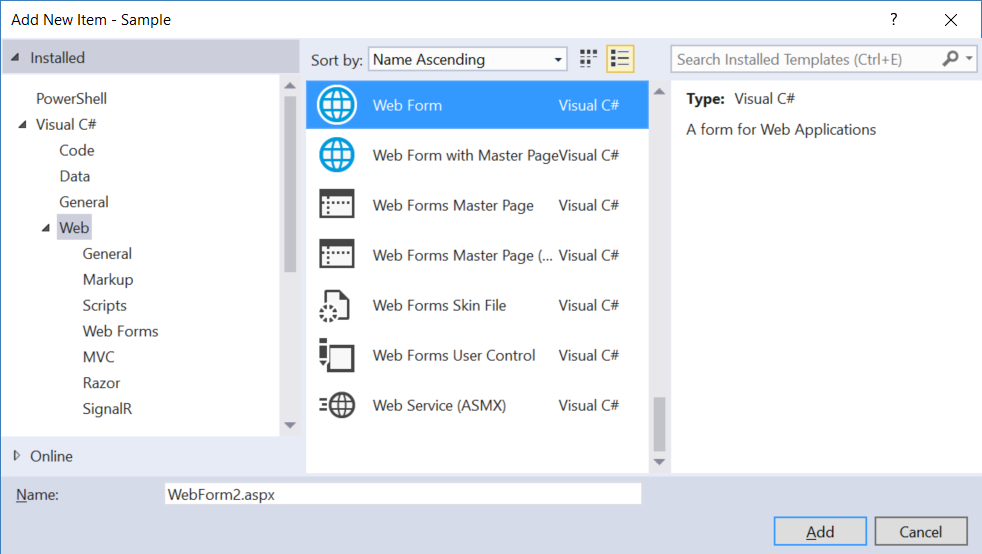 Add New Item - Sample
?
Installed
PowerShell
Visual C#
Code
Data
General
Web
General
Markup
Scripts
Web Forms
MVC
Razor
SignalR
Online
Sort by: Name Ascending
Web Form Visual C#
Web Form with Master Page Visual C#
Web Forms Master Page Visual C#
Web Forms Master Page (... Visual C#
Web Forms Skin File Visual C#
Web Forms User Control Visual C#
Web Service (ASMX) Visual C#
Search Installed Templates (Ctrl+E)
Type: Visual C#
A form for Web Applications
Name: WebForm2.aspx
Add Cancel